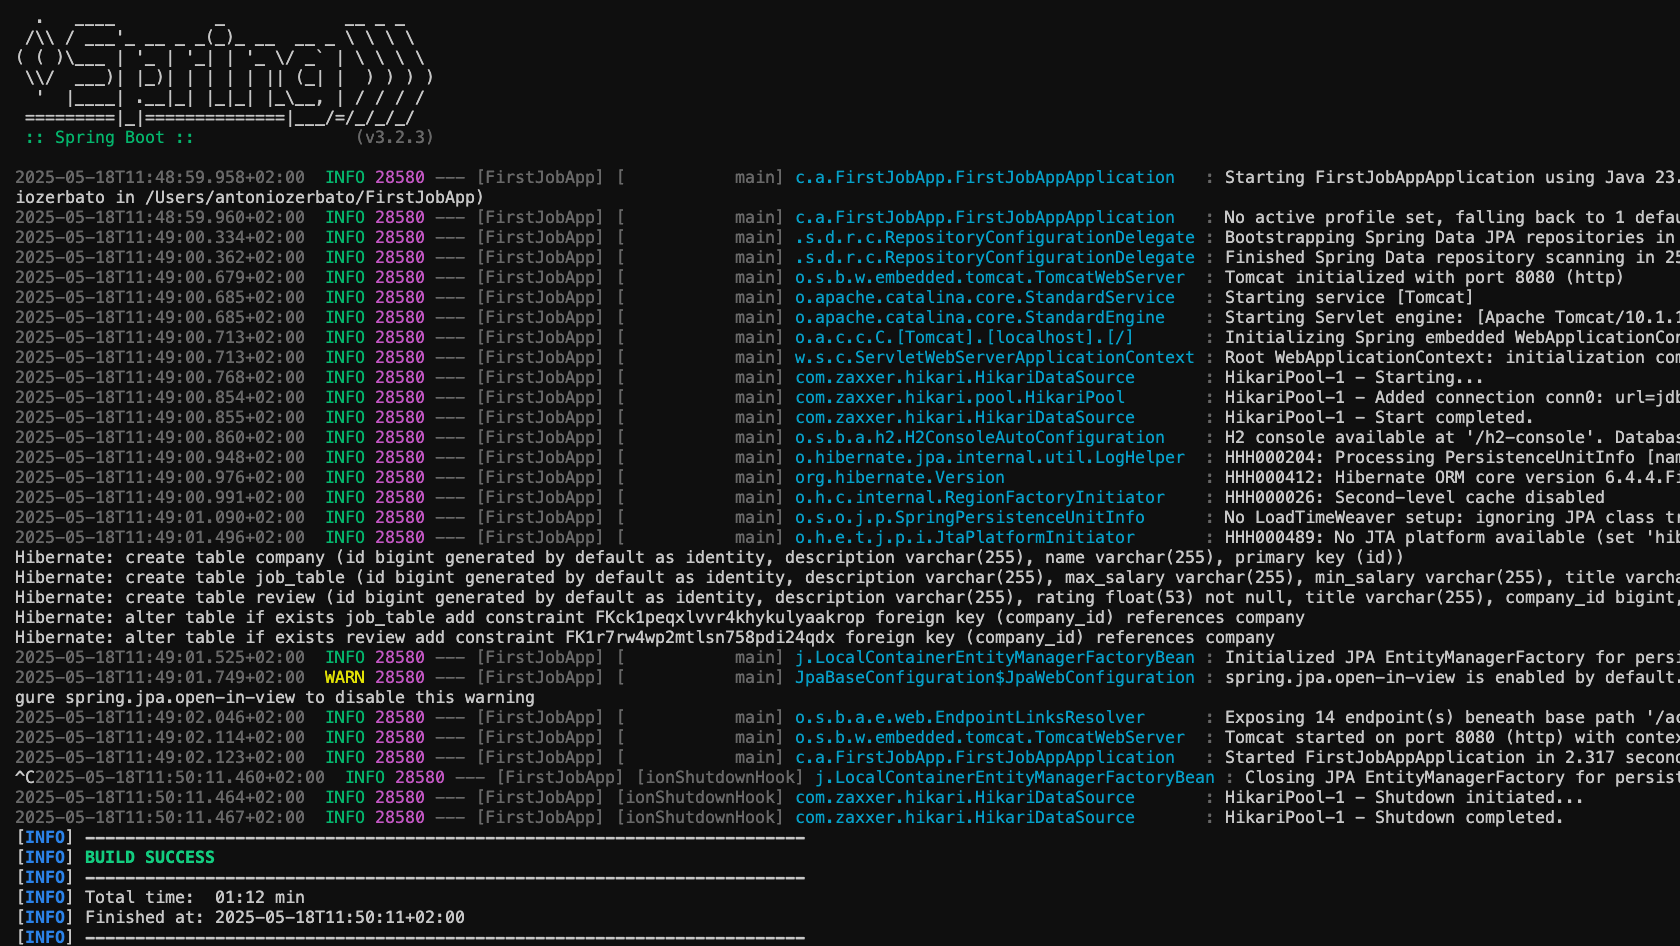 .   ____          _            __ _ _
 /\\ / ___'_ __ _ _(_)_ __  __ _ \ \ \ \
( ( )\___ | '_ | '_| | '_ \/ _` | \ \ \ \
 \\/  ___)| |_)| | | | | || (_| |  ) ) ) )
  '  |____| .__|_| |_|_| |_\__, | / / / /
 =========|_|==============|___/=/_/_/_/
 :: Spring Boot ::                (v3.2.3)
2025-05-18T11:48:59.958+02:00  INFO 28580 --- [FirstJobApp] [           main] c.a.FirstJobApp.FirstJobAppApplication   : Starting FirstJobAppApplication using Java 23.
iozerbato in /Users/antoniozerbato/FirstJobApp)
2025-05-18T11:48:59.960+02:00  INFO 28580 --- [FirstJobApp] [           main] c.a.FirstJobApp.FirstJobAppApplication   : No active profile set, falling back to 1 defau
2025-05-18T11:49:00.334+02:00  INFO 28580 --- [FirstJobApp] [           main] .s.d.r.c.RepositoryConfigurationDelegate : Bootstrapping Spring Data JPA repositories in
2025-05-18T11:49:00.362+02:00  INFO 28580 --- [FirstJobApp] [           main] .s.d.r.c.RepositoryConfigurationDelegate : Finished Spring Data repository scanning in 25
2025-05-18T11:49:00.679+02:00  INFO 28580 --- [FirstJobApp] [           main] o.s.b.w.embedded.tomcat.TomcatWebServer  : Tomcat initialized with port 8080 (http)
2025-05-18T11:49:00.685+02:00  INFO 28580 --- [FirstJobApp] [           main] o.apache.catalina.core.StandardService   : Starting service [Tomcat]
2025-05-18T11:49:00.685+02:00  INFO 28580 --- [FirstJobApp] [           main] o.apache.catalina.core.StandardEngine    : Starting Servlet engine: [Apache Tomcat/10.1.1
2025-05-18T11:49:00.713+02:00  INFO 28580 --- [FirstJobApp] [           main] o.a.c.c.C.[Tomcat].[localhost].[/]       : Initializing Spring embedded WebApplicationCon
2025-05-18T11:49:00.713+02:00  INFO 28580 --- [FirstJobApp] [           main] w.s.c.ServletWebServerApplicationContext : Root WebApplicationContext: initialization com
2025-05-18T11:49:00.768+02:00  INFO 28580 --- [FirstJobApp] [           main] com.zaxxer.hikari.HikariDataSource       : HikariPool-1 - Starting...
2025-05-18T11:49:00.854+02:00  INFO 28580 --- [FirstJobApp] [           main] com.zaxxer.hikari.pool.HikariPool        : HikariPool-1 - Added connection conn0: url=jdb
2025-05-18T11:49:00.855+02:00  INFO 28580 --- [FirstJobApp] [           main] com.zaxxer.hikari.HikariDataSource       : HikariPool-1 - Start completed.
2025-05-18T11:49:00.860+02:00  INFO 28580 --- [FirstJobApp] [           main] o.s.b.a.h2.H2ConsoleAutoConfiguration    : H2 console available at '/h2-console'. Databas
2025-05-18T11:49:00.948+02:00  INFO 28580 --- [FirstJobApp] [           main] o.hibernate.jpa.internal.util.LogHelper  : HHH000204: Processing PersistenceUnitInfo [nam
2025-05-18T11:49:00.976+02:00  INFO 28580 --- [FirstJobApp] [           main] org.hibernate.Version                    : HHH000412: Hibernate ORM core version 6.4.4.Fi
2025-05-18T11:49:00.991+02:00  INFO 28580 --- [FirstJobApp] [           main] o.h.c.internal.RegionFactoryInitiator    : HHH000026: Second-level cache disabled
2025-05-18T11:49:01.090+02:00  INFO 28580 --- [FirstJobApp] [           main] o.s.o.j.p.SpringPersistenceUnitInfo      : No LoadTimeWeaver setup: ignoring JPA class tr
2025-05-18T11:49:01.496+02:00  INFO 28580 --- [FirstJobApp] [           main] o.h.e.t.j.p.i.JtaPlatformInitiator       : HHH000489: No JTA platform available (set 'hib
Hibernate: create table company (id bigint generated by default as identity, description varchar(255), name varchar(255), primary key (id))
Hibernate: create table job_table (id bigint generated by default as identity, description varchar(255), max_salary varchar(255), min_salary varchar(255), title varcha
Hibernate: create table review (id bigint generated by default as identity, description varchar(255), rating float(53) not null, title varchar(255), company_id bigint,
Hibernate: alter table if exists job_table add constraint FKck1peqxlvvr4khykulyaakrop foreign key (company_id) references company
Hibernate: alter table if exists review add constraint FK1r7rw4wp2mtlsn758pdi24qdx foreign key (company_id) references company
2025-05-18T11:49:01.525+02:00  INFO 28580 --- [FirstJobApp] [           main] j.LocalContainerEntityManagerFactoryBean : Initialized JPA EntityManagerFactory for persi
2025-05-18T11:49:01.749+02:00  WARN 28580 --- [FirstJobApp] [           main] JpaBaseConfiguration$JpaWebConfiguration : spring.jpa.open-in-view is enabled by default.
gure spring.jpa.open-in-view to disable this warning
2025-05-18T11:49:02.046+02:00  INFO 28580 --- [FirstJobApp] [           main] o.s.b.a.e.web.EndpointLinksResolver      : Exposing 14 endpoint(s) beneath base path '/ac
2025-05-18T11:49:02.114+02:00  INFO 28580 --- [FirstJobApp] [           main] o.s.b.w.embedded.tomcat.TomcatWebServer  : Tomcat started on port 8080 (http) with contex
2025-05-18T11:49:02.123+02:00  INFO 28580 --- [FirstJobApp] [           main] c.a.FirstJobApp.FirstJobAppApplication   : Started FirstJobAppApplication in 2.317 second
^C2025-05-18T11:50:11.460+02:00  INFO 28580 --- [FirstJobApp] [ionShutdownHook] j.LocalContainerEntityManagerFactoryBean : Closing JPA EntityManagerFactory for persist
2025-05-18T11:50:11.464+02:00  INFO 28580 --- [FirstJobApp] [ionShutdownHook] com.zaxxer.hikari.HikariDataSource       : HikariPool-1 - Shutdown initiated...
2025-05-18T11:50:11.467+02:00  INFO 28580 --- [FirstJobApp] [ionShutdownHook] com.zaxxer.hikari.HikariDataSource       : HikariPool-1 - Shutdown completed.
[INFO] ------------------------------------------------------------------------
[INFO] BUILD SUCCESS
[INFO] ------------------------------------------------------------------------
[INFO] Total time:  01:12 min
[INFO] Finished at: 2025-05-18T11:50:11+02:00
[INFO] ------------------------------------------------------------------------